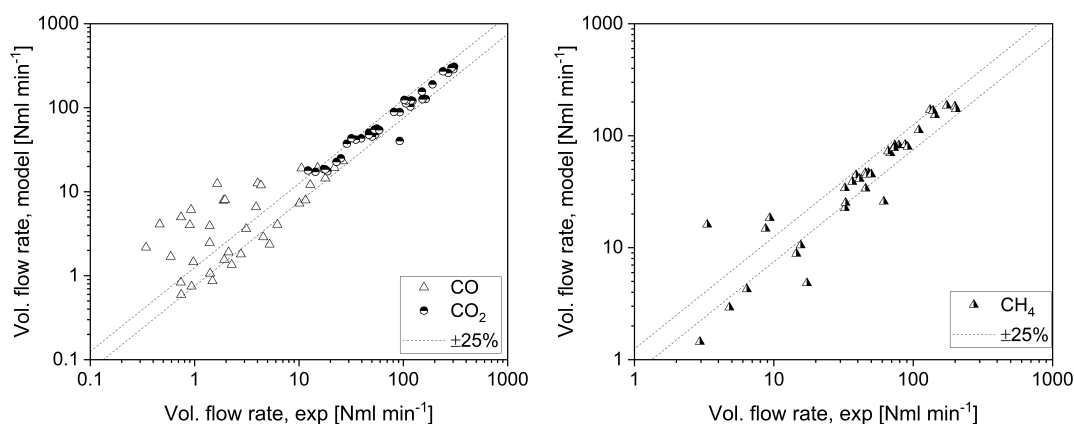 Vol. flow rate, model [Nml min⁻¹]
1000
100
10
1
0.1
0.1 1 10 100 1000
Vol. flow rate, exp [Nml min⁻¹]
CO
CO₂
±25%
Vol. flow rate, model [Nml min⁻¹]
1000
100
10
1
1 10 100 1000
Vol. flow rate, exp [Nml min⁻¹]
CH₄
±25%